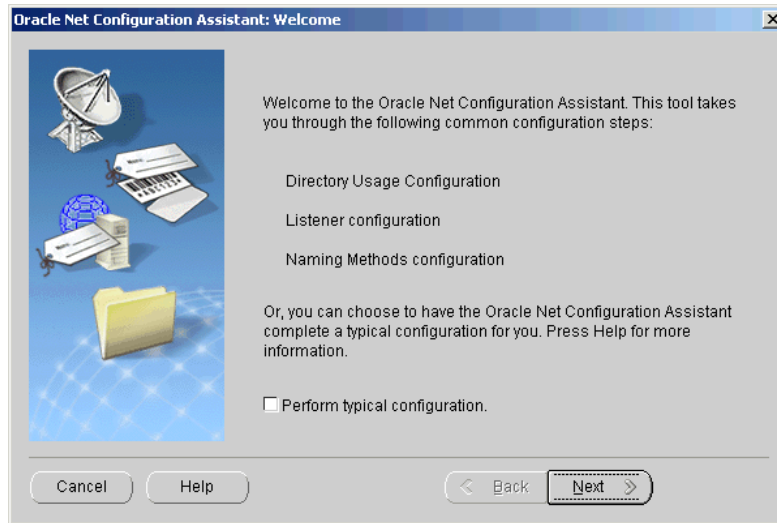 Oracle Net Configuration Assistant: Welcome
Welcome to the Oracle Net Configuration Assistant. This tool takes
you through the following common configuration steps:
Directory Usage Configuration
Listener configuration
Naming Methods configuration
Or, you can choose to have the Oracle Net Configuration Assistant
complete a typical configuration for you. Press Help for more
information.
Perform typical configuration.
Cancel
Help
Back
Next